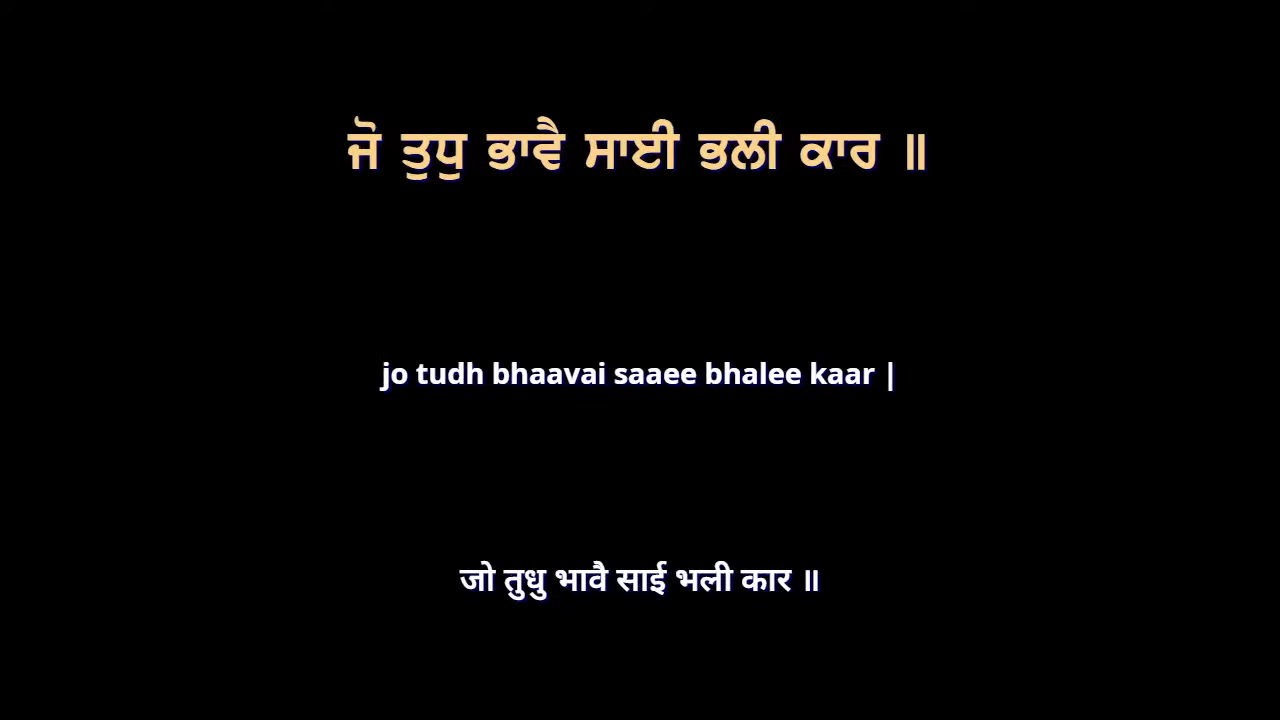 ਜੋ ਤੁਧੁ ਭਾਵੈ ਸਾਈ ਭਲੀ ਕਾਰ ॥
jo tudh bhaavai saaee bhalee kaar |
जो तुधु भावै साई भली कार ॥